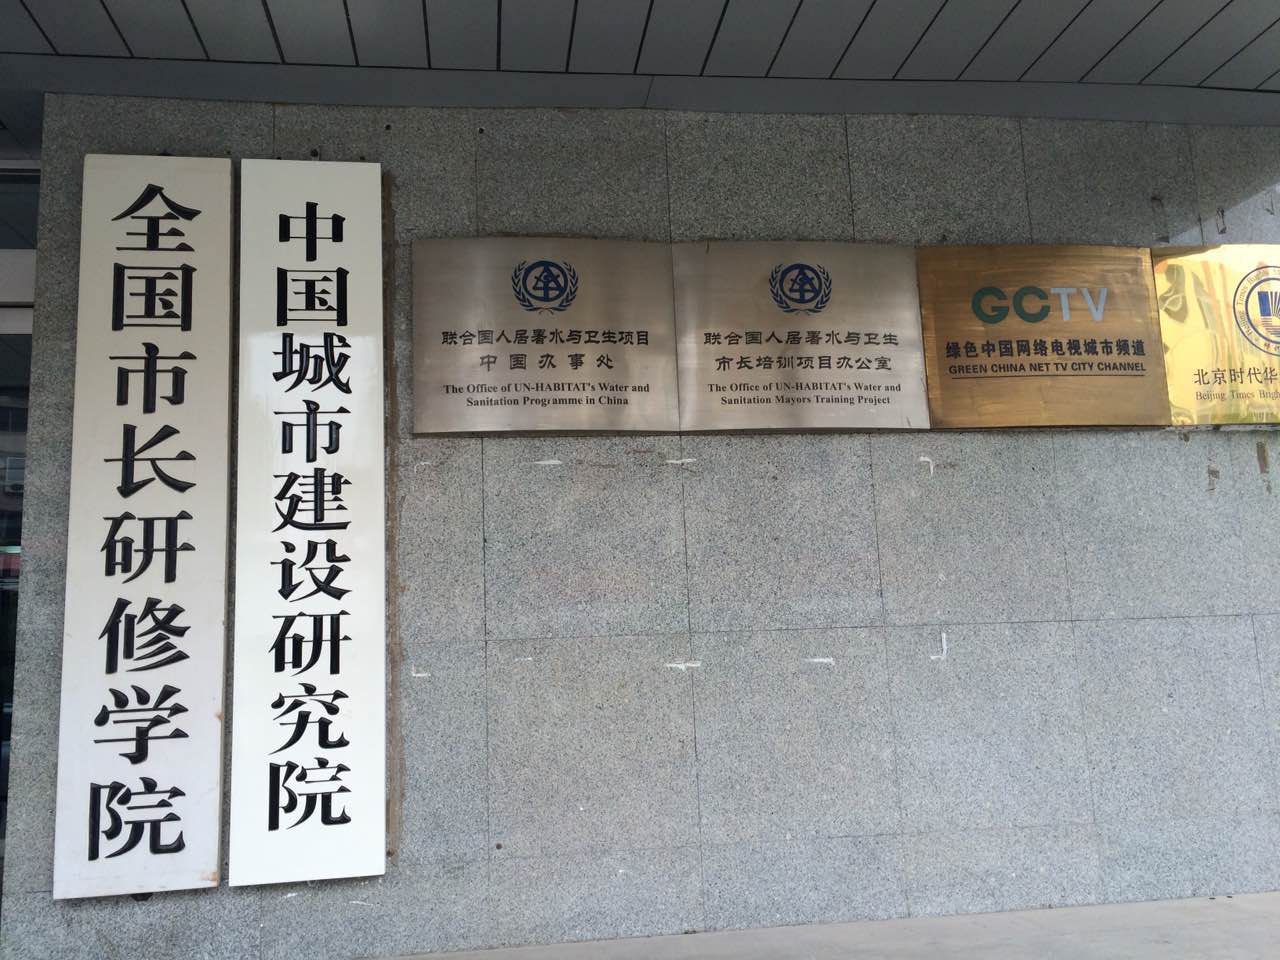 全国市长研修学院
中国城市建设研究院
联合国人居署水与卫生项目
中国办事处
The Office of UN-HABITAT's Water and
Sanitation Programme in China
联合国人居署水与卫生
市长培训项目办公室
The Office of UN-HABITAT's Water and
Sanitation Mayors Training Project
GCTV
绿色中国网络电视城市频道
GREEN CHINA NET TV CITY CHANNEL
北京时代华
Beijing Times Brigh